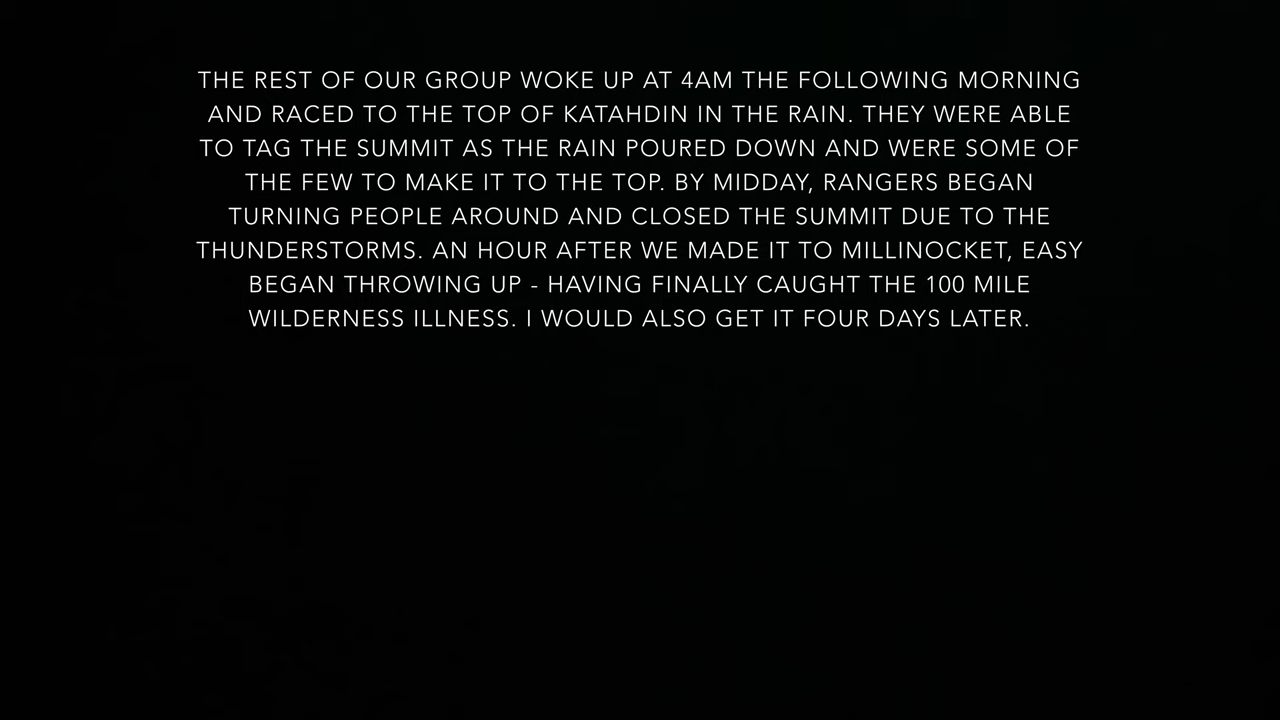 THE REST OF OUR GROUP WOKE UP AT 4AM THE FOLLOWING MORNING
AND RACED TO THE TOP OF KATAHDIN IN THE RAIN. THEY WERE ABLE
TO TAG THE SUMMIT AS THE RAIN POURED DOWN AND WERE SOME OF
THE FEW TO MAKE IT TO THE TOP. BY MIDDAY, RANGERS BEGAN
TURNING PEOPLE AROUND AND CLOSED THE SUMMIT DUE TO THE
THUNDERSTORMS. AN HOUR AFTER WE MADE IT TO MILLINOCKET, EASY
BEGAN THROWING UP - HAVING FINALLY CAUGHT THE 100 MILE
WILDERNESS ILLNESS. I WOULD ALSO GET IT FOUR DAYS LATER.